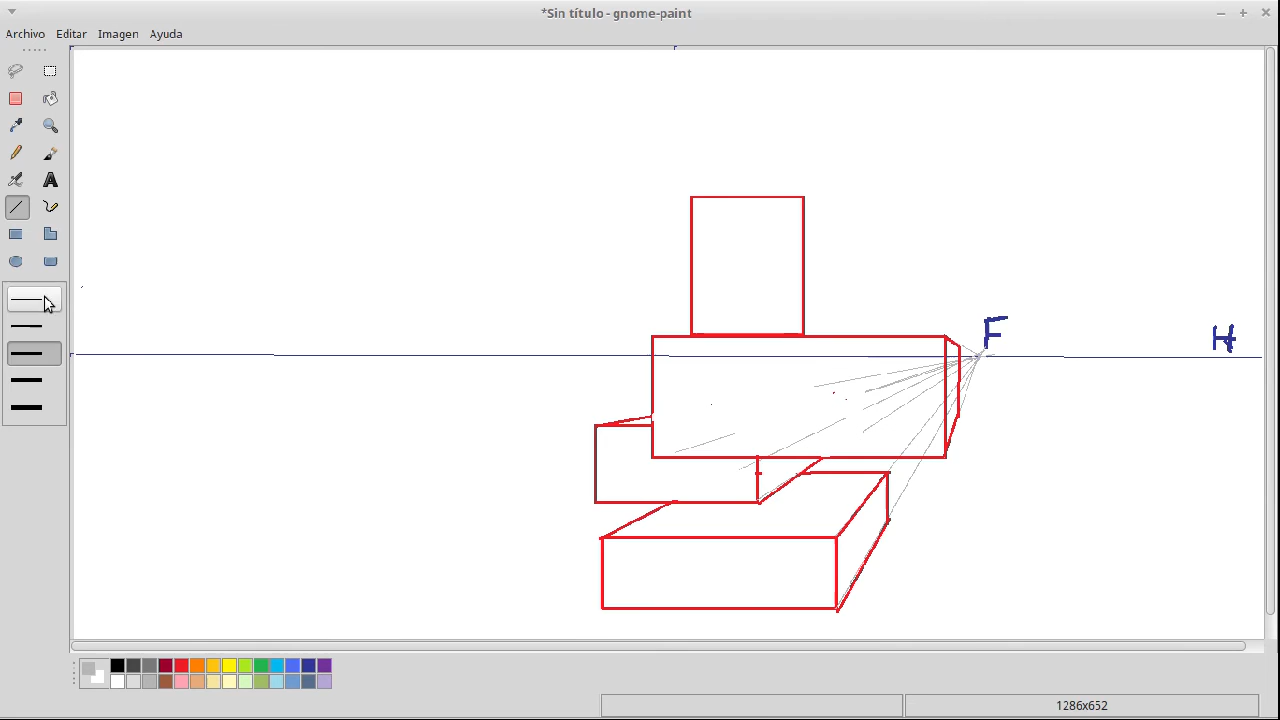 *Sin título - gnome-paint
Archivo Editar Imagen Ayuda
F
H
1286x652